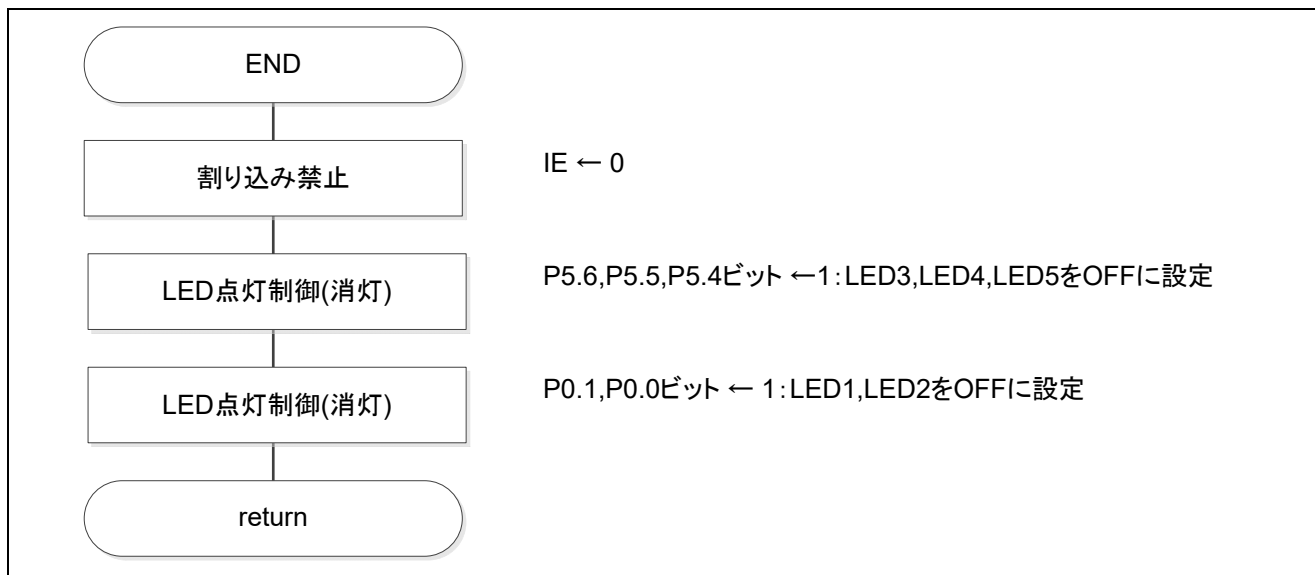 END
割り込み禁止
IE ← 0
LED点灯制御(消灯)
P5.6,P5.5,P5.4ビット ←1：LED3,LED4,LED5をOFFに設定
LED点灯制御(消灯)
P0.1,P0.0ビット ← 1：LED1,LED2をOFFに設定
return